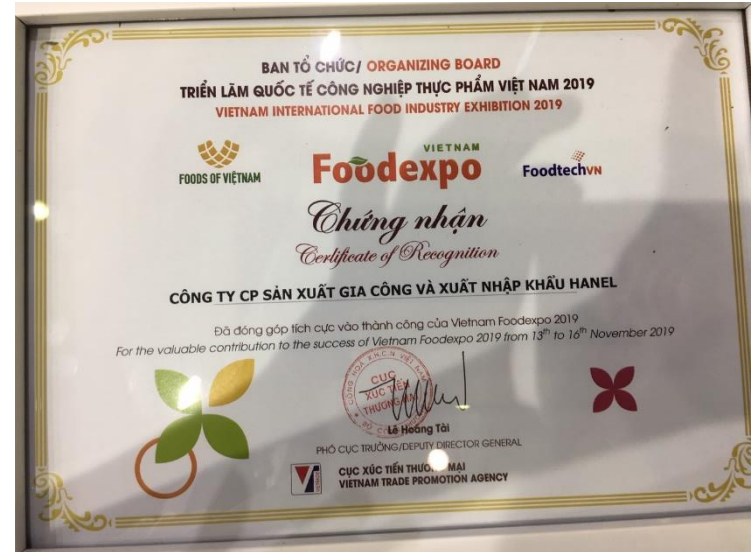 BAN TỔ CHỨC/ ORGANIZING BOARD
TRIỂN LÃM QUỐC TẾ CÔNG NGHIỆP THỰC PHẨM VIỆT NAM 2019
VIETNAM INTERNATIONAL FOOD INDUSTRY EXHIBITION 2019
FOODS OF VIỆTNAM
VIETNAM
Foodexpo
FoodtechVN
Chứng nhận
Certificate of Recognition
CÔNG TY CP SẢN XUẤT GIA CÔNG VÀ XUẤT NHẬP KHẨU HANEL
Đã đóng góp tích cực vào thành công của Vietnam Foodexpo 2019
For the valuable contribution to the success of Vietnam Foodexpo 2019 from 13th to 16th November 2019
CỤC
XÚC TIẾN
THƯƠNG MẠI
Lê Hoàng Tài
PHÓ CỤC TRƯỞNG/DEPUTY DIRECTOR GENERAL
CỤC XÚC TIẾN THƯƠNG MẠI
VIETNAM TRADE PROMOTION AGENCY